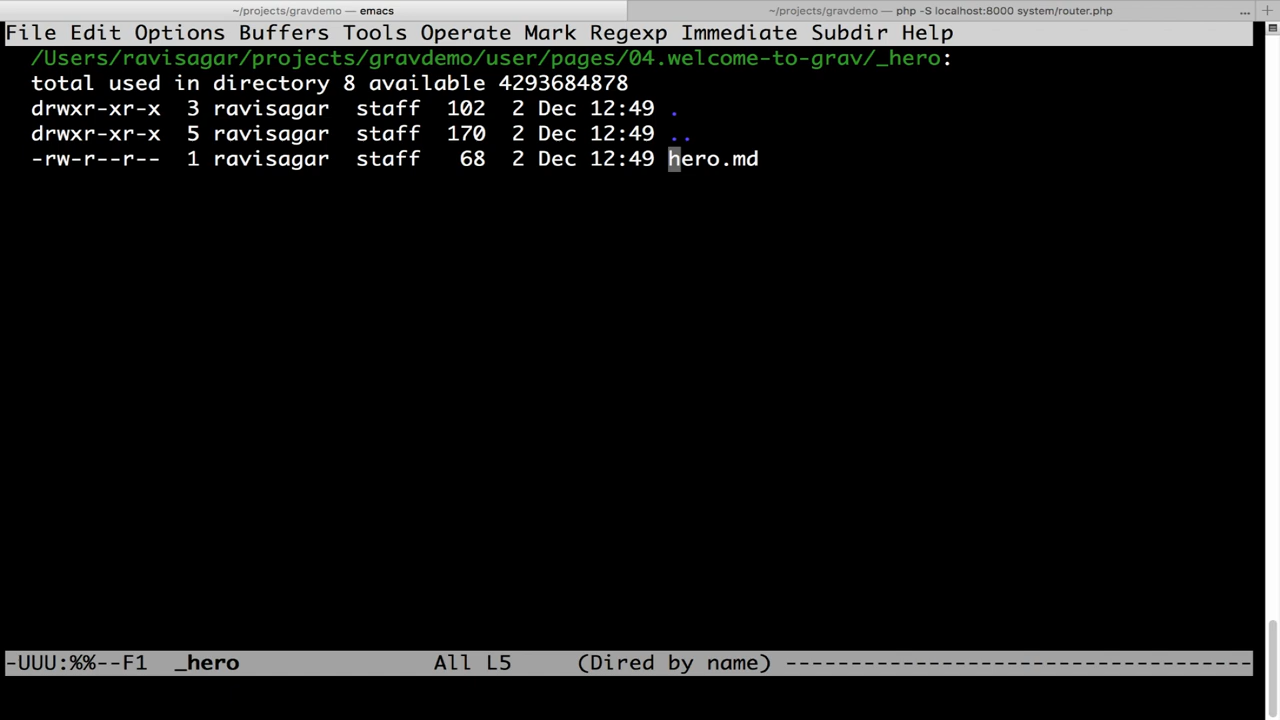 ~/projects/gravdemo — emacs
~/projects/gravdemo — php -S localhost:8000 system/router.php
...
+
File Edit Options Buffers Tools Operate Mark Regexp Immediate Subdir Help
/Users/ravisagar/projects/gravdemo/user/pages/04.welcome-to-grav/_hero:
total used in directory 8 available 4293684878
drwxr-xr-x  3 ravisagar  staff  102  2 Dec 12:49 .
drwxr-xr-x  5 ravisagar  staff  170  2 Dec 12:49 ..
-rw-r--r--  1 ravisagar  staff   68  2 Dec 12:49 hero.md
-UUU:%%--F1  _hero               All L5     (Dired by name) ------------------------------------